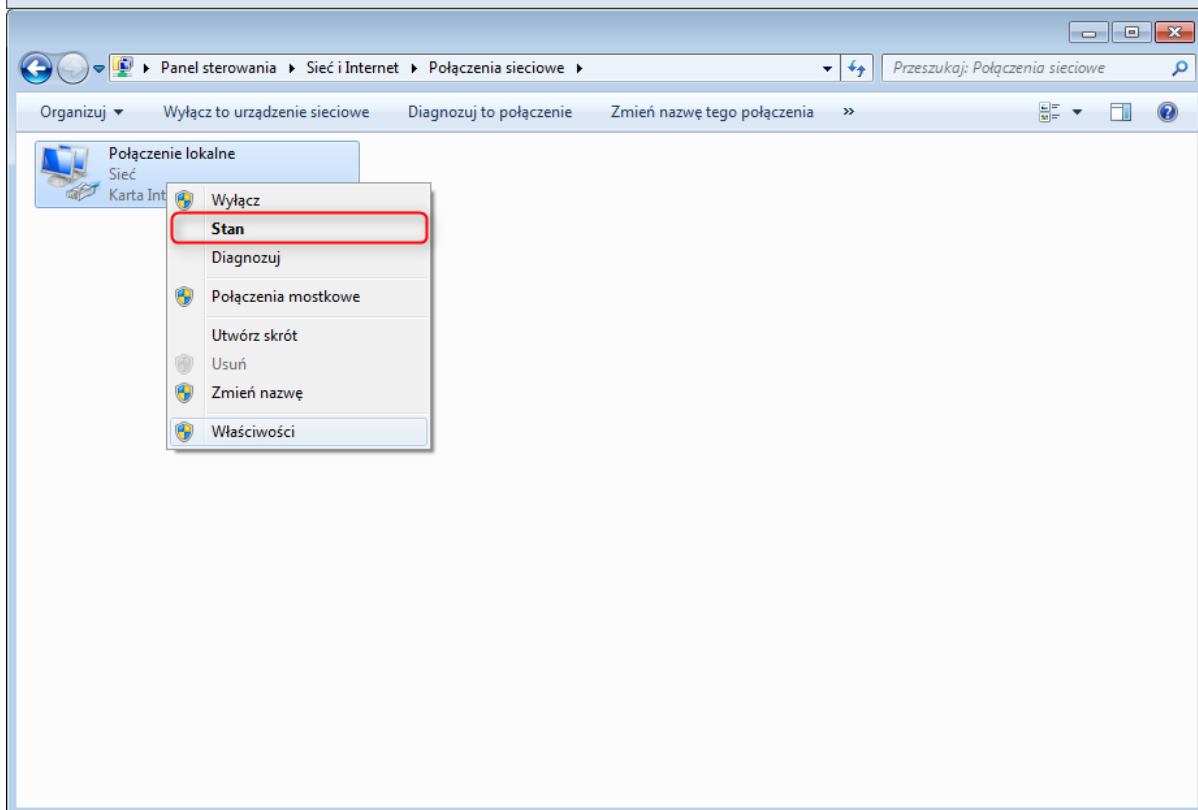 Panel sterowania Sieć i Internet Połączenia sieciowe Przeszukaj: Połączenia sieciowe
Organizuj Wyłącz to urządzenie sieciowe Diagnozuj to połączenie Zmień nazwę tego połączenia »
Połączenie lokalne
Sieć
Karta Int
Wyłącz
Stan
Diagnozuj
Połączenia mostkowe
Utwórz skrót
Usuń
Zmień nazwę
Właściwości